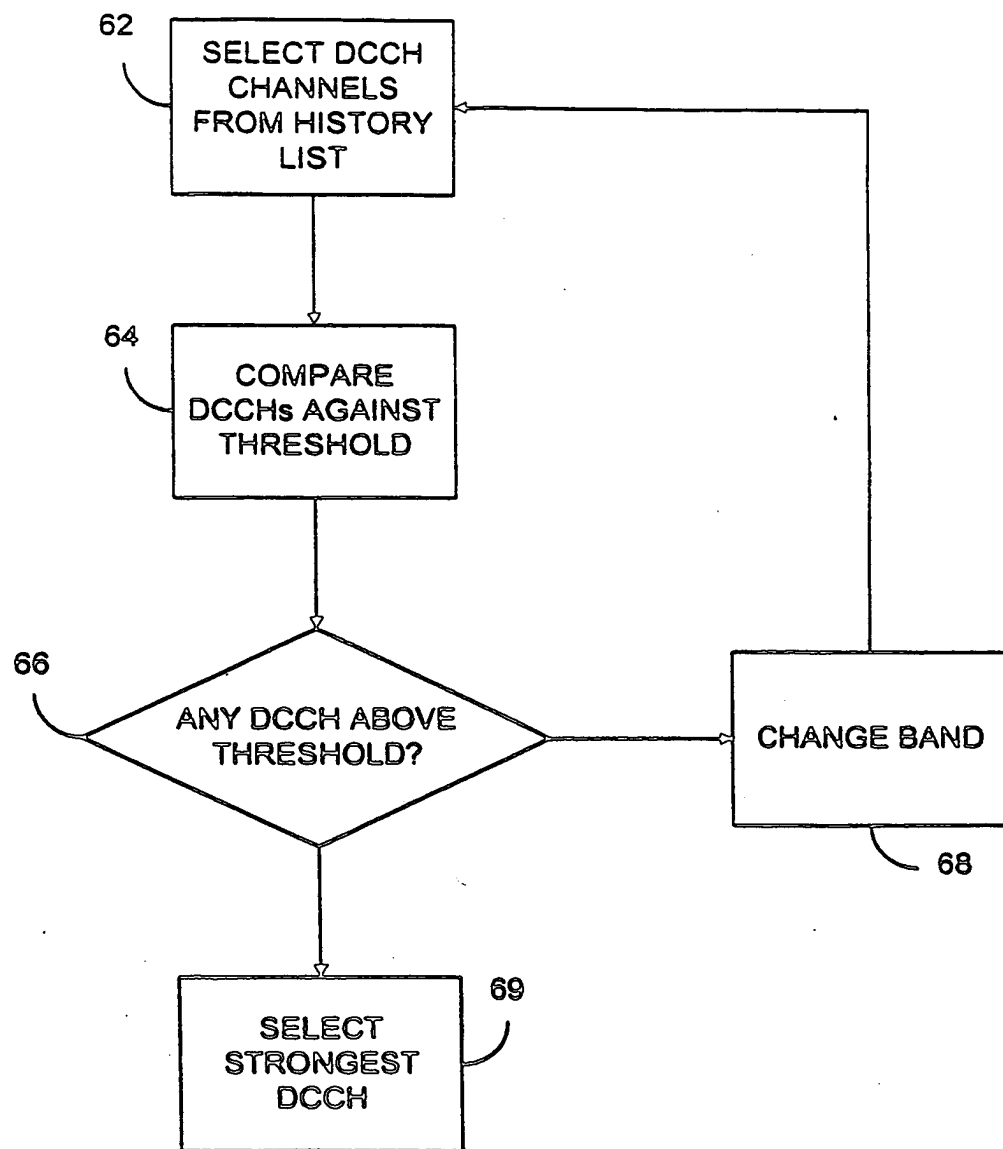 62
SELECT DCCH
CHANNELS
FROM HISTORY
LIST
64
COMPARE
DCCHs AGAINST
THRESHOLD
66
ANY DCCH ABOVE
THRESHOLD?
CHANGE BAND
68
69
SELECT
STRONGEST
DCCH